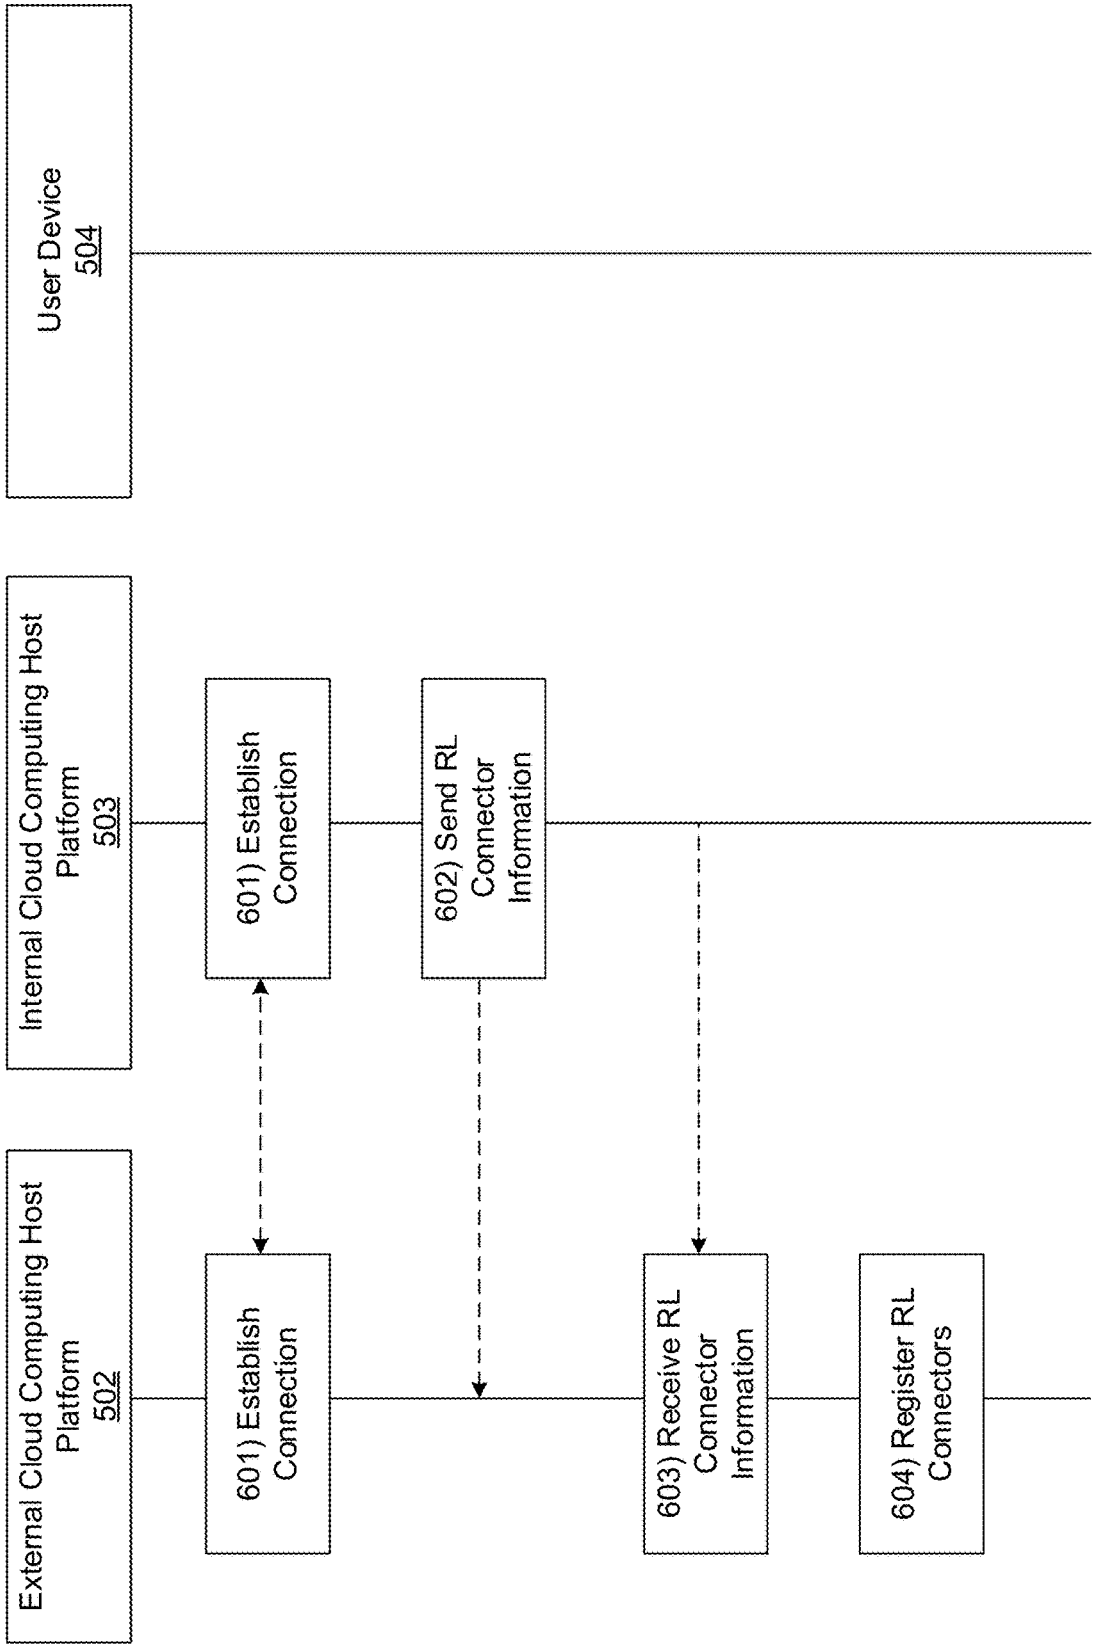 External Cloud Computing Host
Platform
502
Internal Cloud Computing Host
Platform
503
User Device
504
601) Establish
Connection
601) Establish
Connection
602) Send RL
Connector
Information
603) Receive RL
Connector
Information
604) Register RL
Connectors